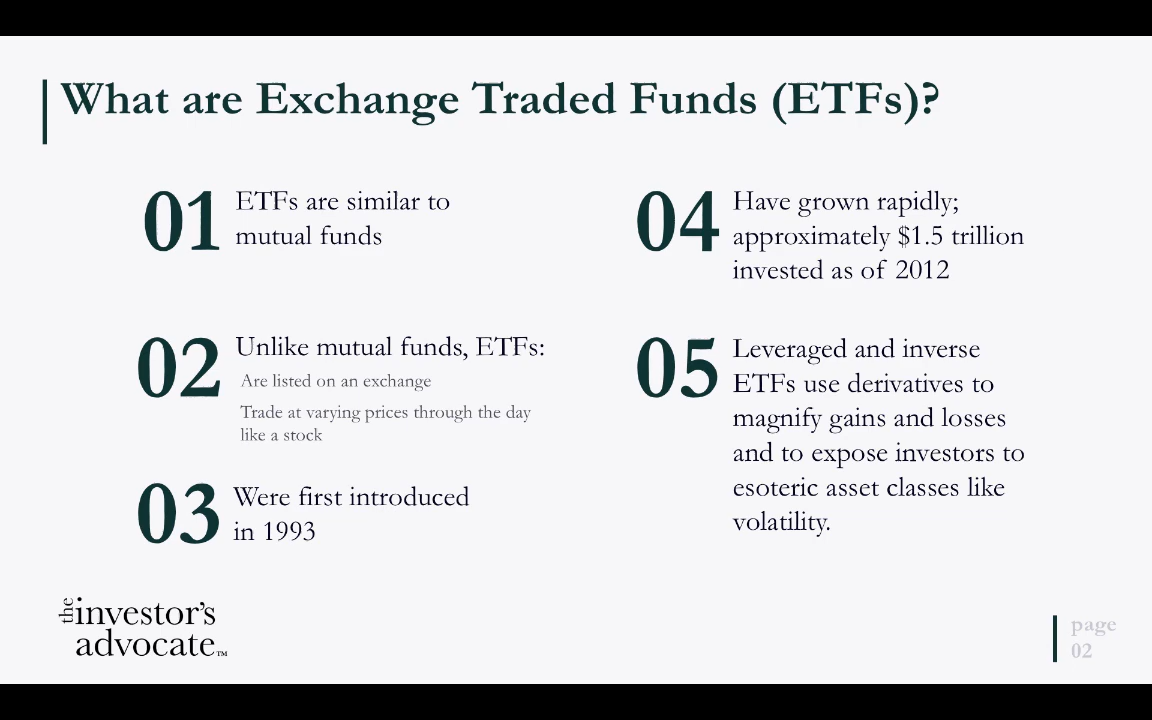 What are Exchange Traded Funds (ETFs)?
01
ETFs are similar to
mutual funds
02
Unlike mutual funds, ETFs:
Are listed on an exchange
Trade at varying prices through the day
like a stock
03
Were first introduced
in 1993
04
Have grown rapidly;
approximately $1.5 trillion
invested as of 2012
05
Leveraged and inverse
ETFs use derivatives to
magnify gains and losses
and to expose investors to
esoteric asset classes like
volatility.
the investor's
advocate™
page
02